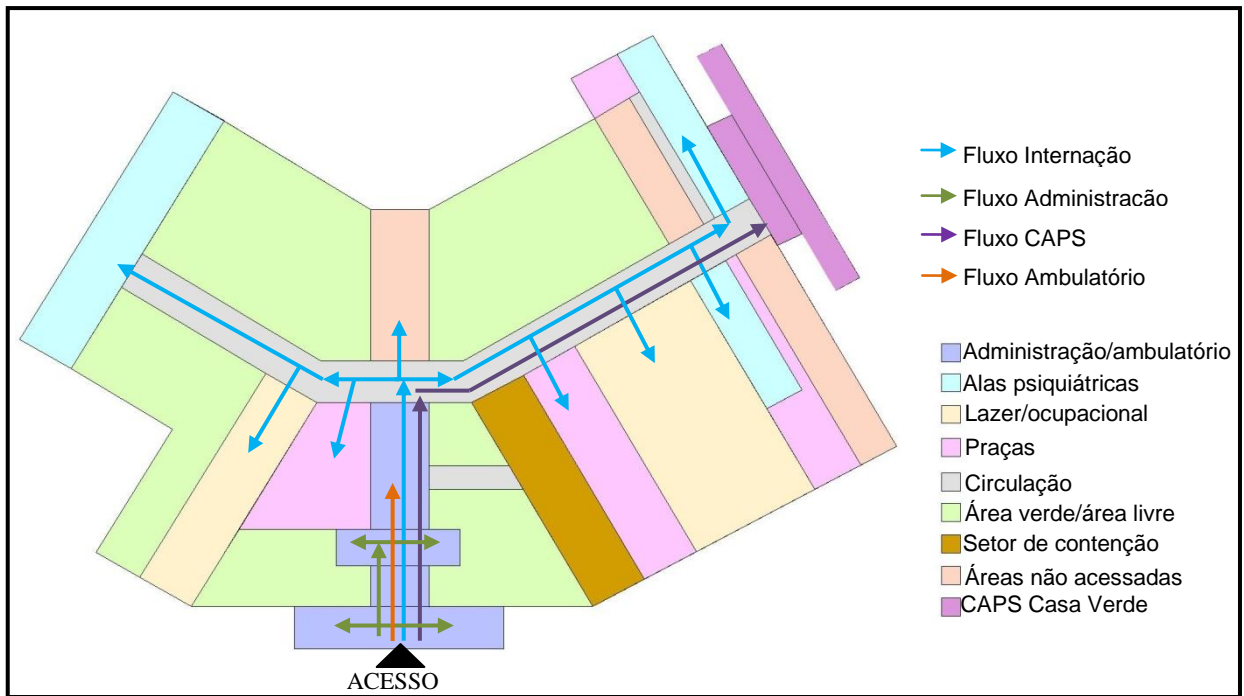 Fluxo Internação
Fluxo Administracão
Fluxo CAPS
Fluxo Ambulatório
Administração/ambulatório
Alas psiquiátricas
Lazer/ocupacional
Praças
Circulação
Área verde/área livre
Setor de contenção
Áreas não acessadas
CAPS Casa Verde
ACESSO